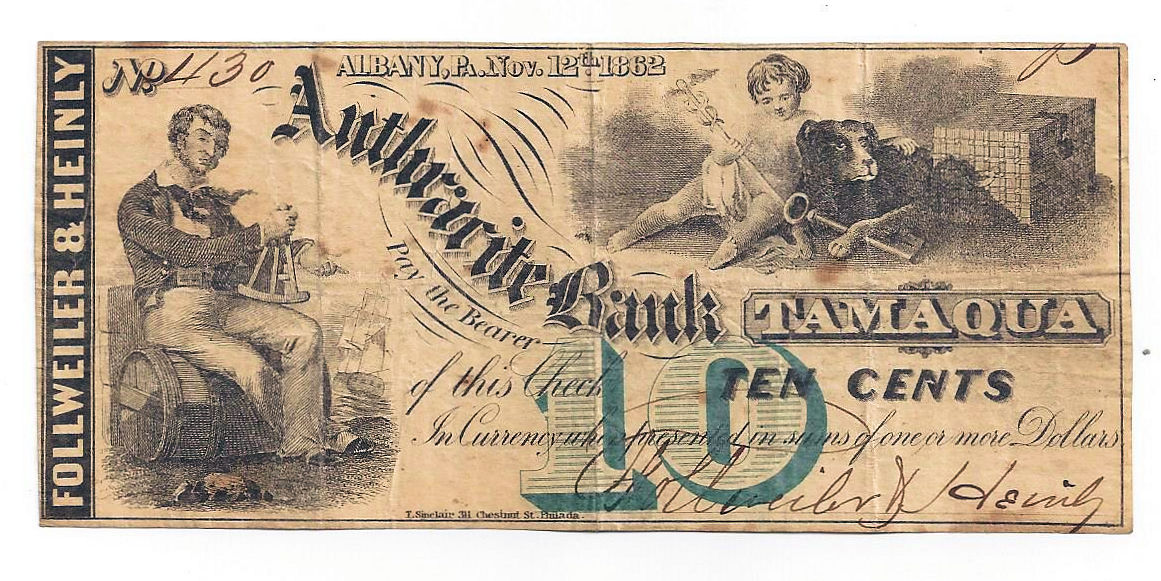 FOLLWEILER & HEINLY
No. 430
ALBANY, PA. Nov. 12th 1862
P
Anthracite Bank
TAMAQUA
Pay the Bearer
of this Check
10
TEN CENTS
In Currency when presented in sums of one or more Dollars
Follweiler & Heinly
T. Sinclair 311 Chestnut St. Philada.